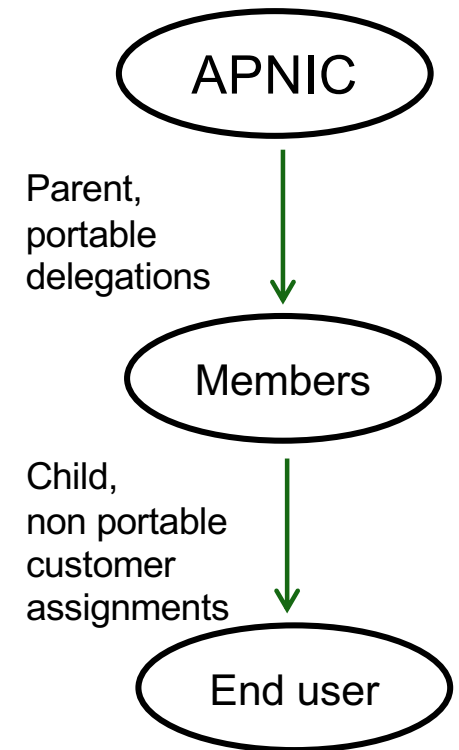 APNIC
Parent,
portable
delegations
Members
Child,
non portable
customer
assignments
End user